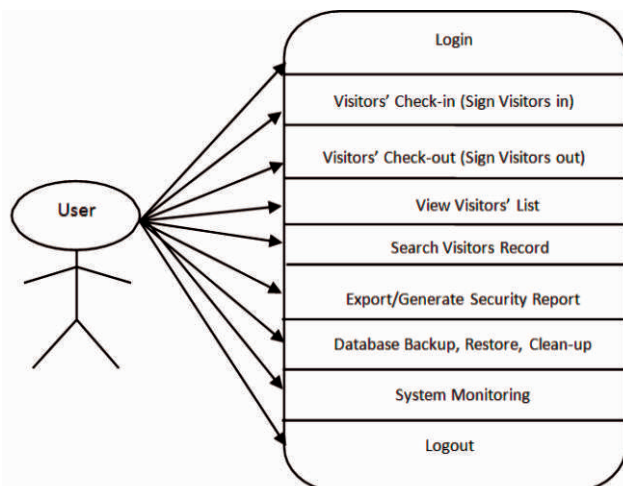 Login
Visitors' Check-in (Sign Visitors in)
Visitors' Check-out (Sign Visitors out)
User
View Visitors' List
Search Visitors Record
Export/Generate Security Report
Database Backup, Restore, Clean-up
System Monitoring
Logout